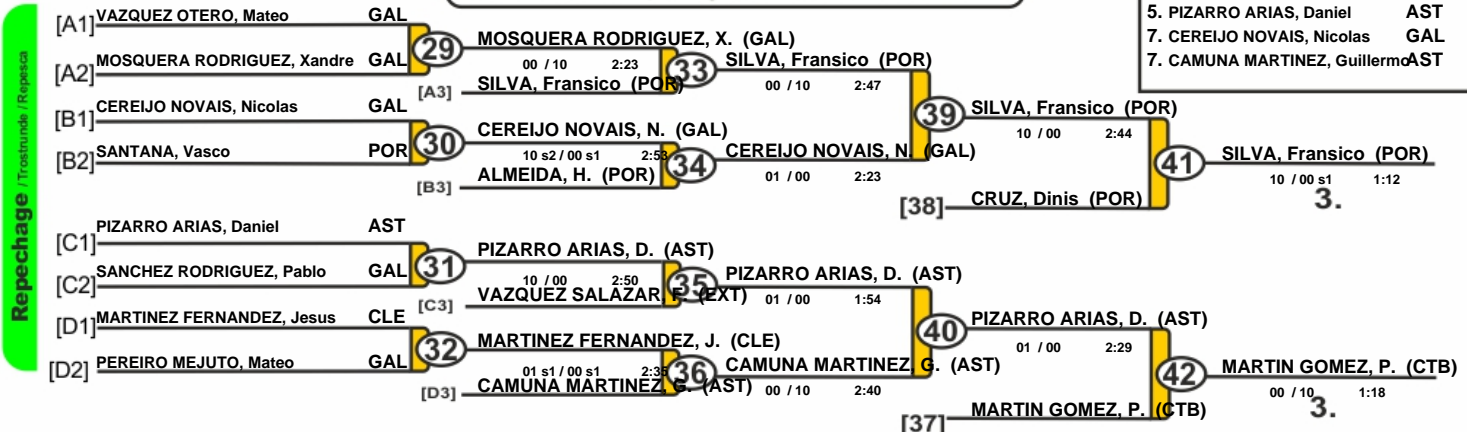 5. PIZARRO ARIAS, Daniel AST
7. CEREIJO NOVAIS, Nicolas GAL
7. CAMUNA MARTINEZ, Guillermo AST
Repechage / Trostrunde / Repesca
[A1] VAZQUEZ OTERO, Mateo GAL
[A2] MOSQUERA RODRIGUEZ, Xandre GAL
[B1] CEREIJO NOVAIS, Nicolas GAL
[B2] SANTANA, Vasco POR
[C1] PIZARRO ARIAS, Daniel AST
[C2] SANCHEZ RODRIGUEZ, Pablo GAL
[D1] MARTINEZ FERNANDEZ, Jesus CLE
[D2] PEREIRO MEJUTO, Mateo GAL
29 MOSQUERA RODRIGUEZ, X. (GAL)
00 / 10 2:23
[A3] SILVA, Fransico (POR)
30 CEREIJO NOVAIS, N. (GAL)
10 s2 / 00 s1 2:53
[B3] ALMEIDA, H. (POR)
31 PIZARRO ARIAS, D. (AST)
10 / 00 2:50
[C3] VAZQUEZ SALAZAR, F. (EXT)
32 MARTINEZ FERNANDEZ, J. (CLE)
01 s1 / 00 s1 2:35
[D3] CAMUNA MARTINEZ, G. (AST)
33 SILVA, Fransico (POR)
00 / 10 2:47
34 CEREIJO NOVAIS, N. (GAL)
01 / 00 2:23
35 PIZARRO ARIAS, D. (AST)
01 / 00 1:54
36 CAMUNA MARTINEZ, G. (AST)
00 / 10 2:40
39 SILVA, Fransico (POR)
10 / 00 2:44
[38] CRUZ, Dinis (POR)
40 PIZARRO ARIAS, D. (AST)
01 / 00 2:29
[37] MARTIN GOMEZ, P. (CTB)
41 SILVA, Fransico (POR)
10 / 00 s1 1:12
3.
42 MARTIN GOMEZ, P. (CTB)
00 / 10 1:18
3.